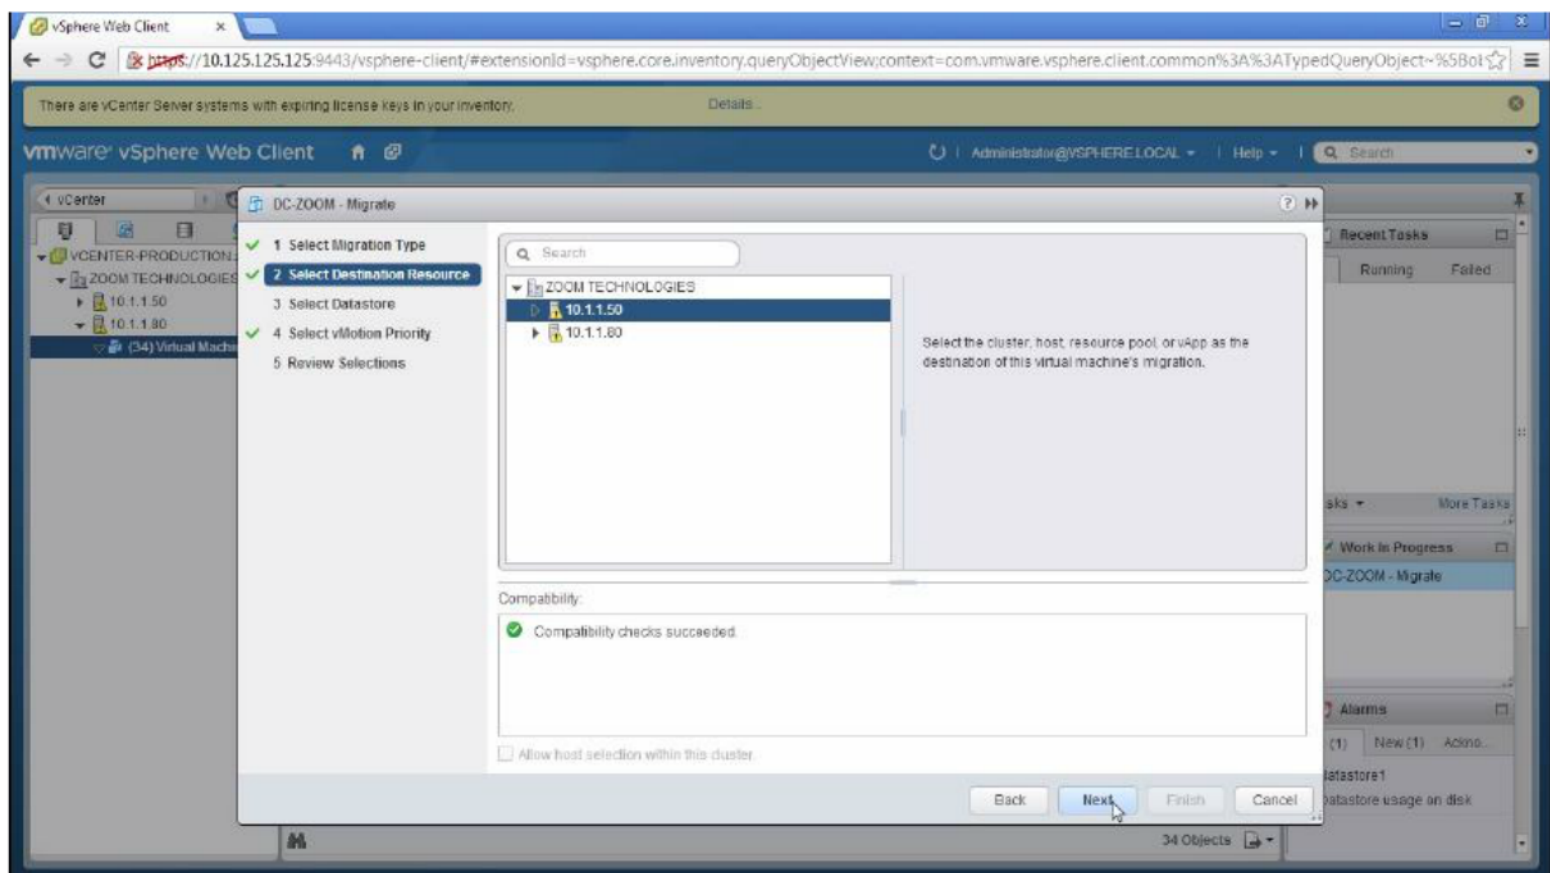 vSphere Web Client
https://10.125.125.125:9443/vsphere-client/#extensionId=vsphere.core.inventory.queryObjectView;context=com.vmware.vsphere.client.common%3A%3ATypedQueryObject~%5Bob
There are vCenter Server systems with expiring license keys in your inventory. Details...
vmware® vSphere Web Client Administrator@VSPHERE.LOCAL Help Search
vCenter
VCENTER-PRODUCTION
ZOOM TECHNOLOGIES
10.1.1.50
10.1.1.80
(34) Virtual Machi
DC-ZOOM - Migrate
1 Select Migration Type
2 Select Destination Resource
3 Select Datastore
4 Select vMotion Priority
5 Review Selections
Search
ZOOM TECHNOLOGIES
10.1.1.50
10.1.1.80
Select the cluster, host, resource pool, or vApp as the
destination of this virtual machine's migration.
Compatibility:
Compatibility checks succeeded.
Allow host selection within this cluster.
Back Next Finish Cancel
34 Objects
Recent Tasks
Running Failed
sks More Tasks
Work In Progress
DC-ZOOM - Migrate
Alarms
(1) New (1) Ackno...
datastore1
Datastore usage on disk